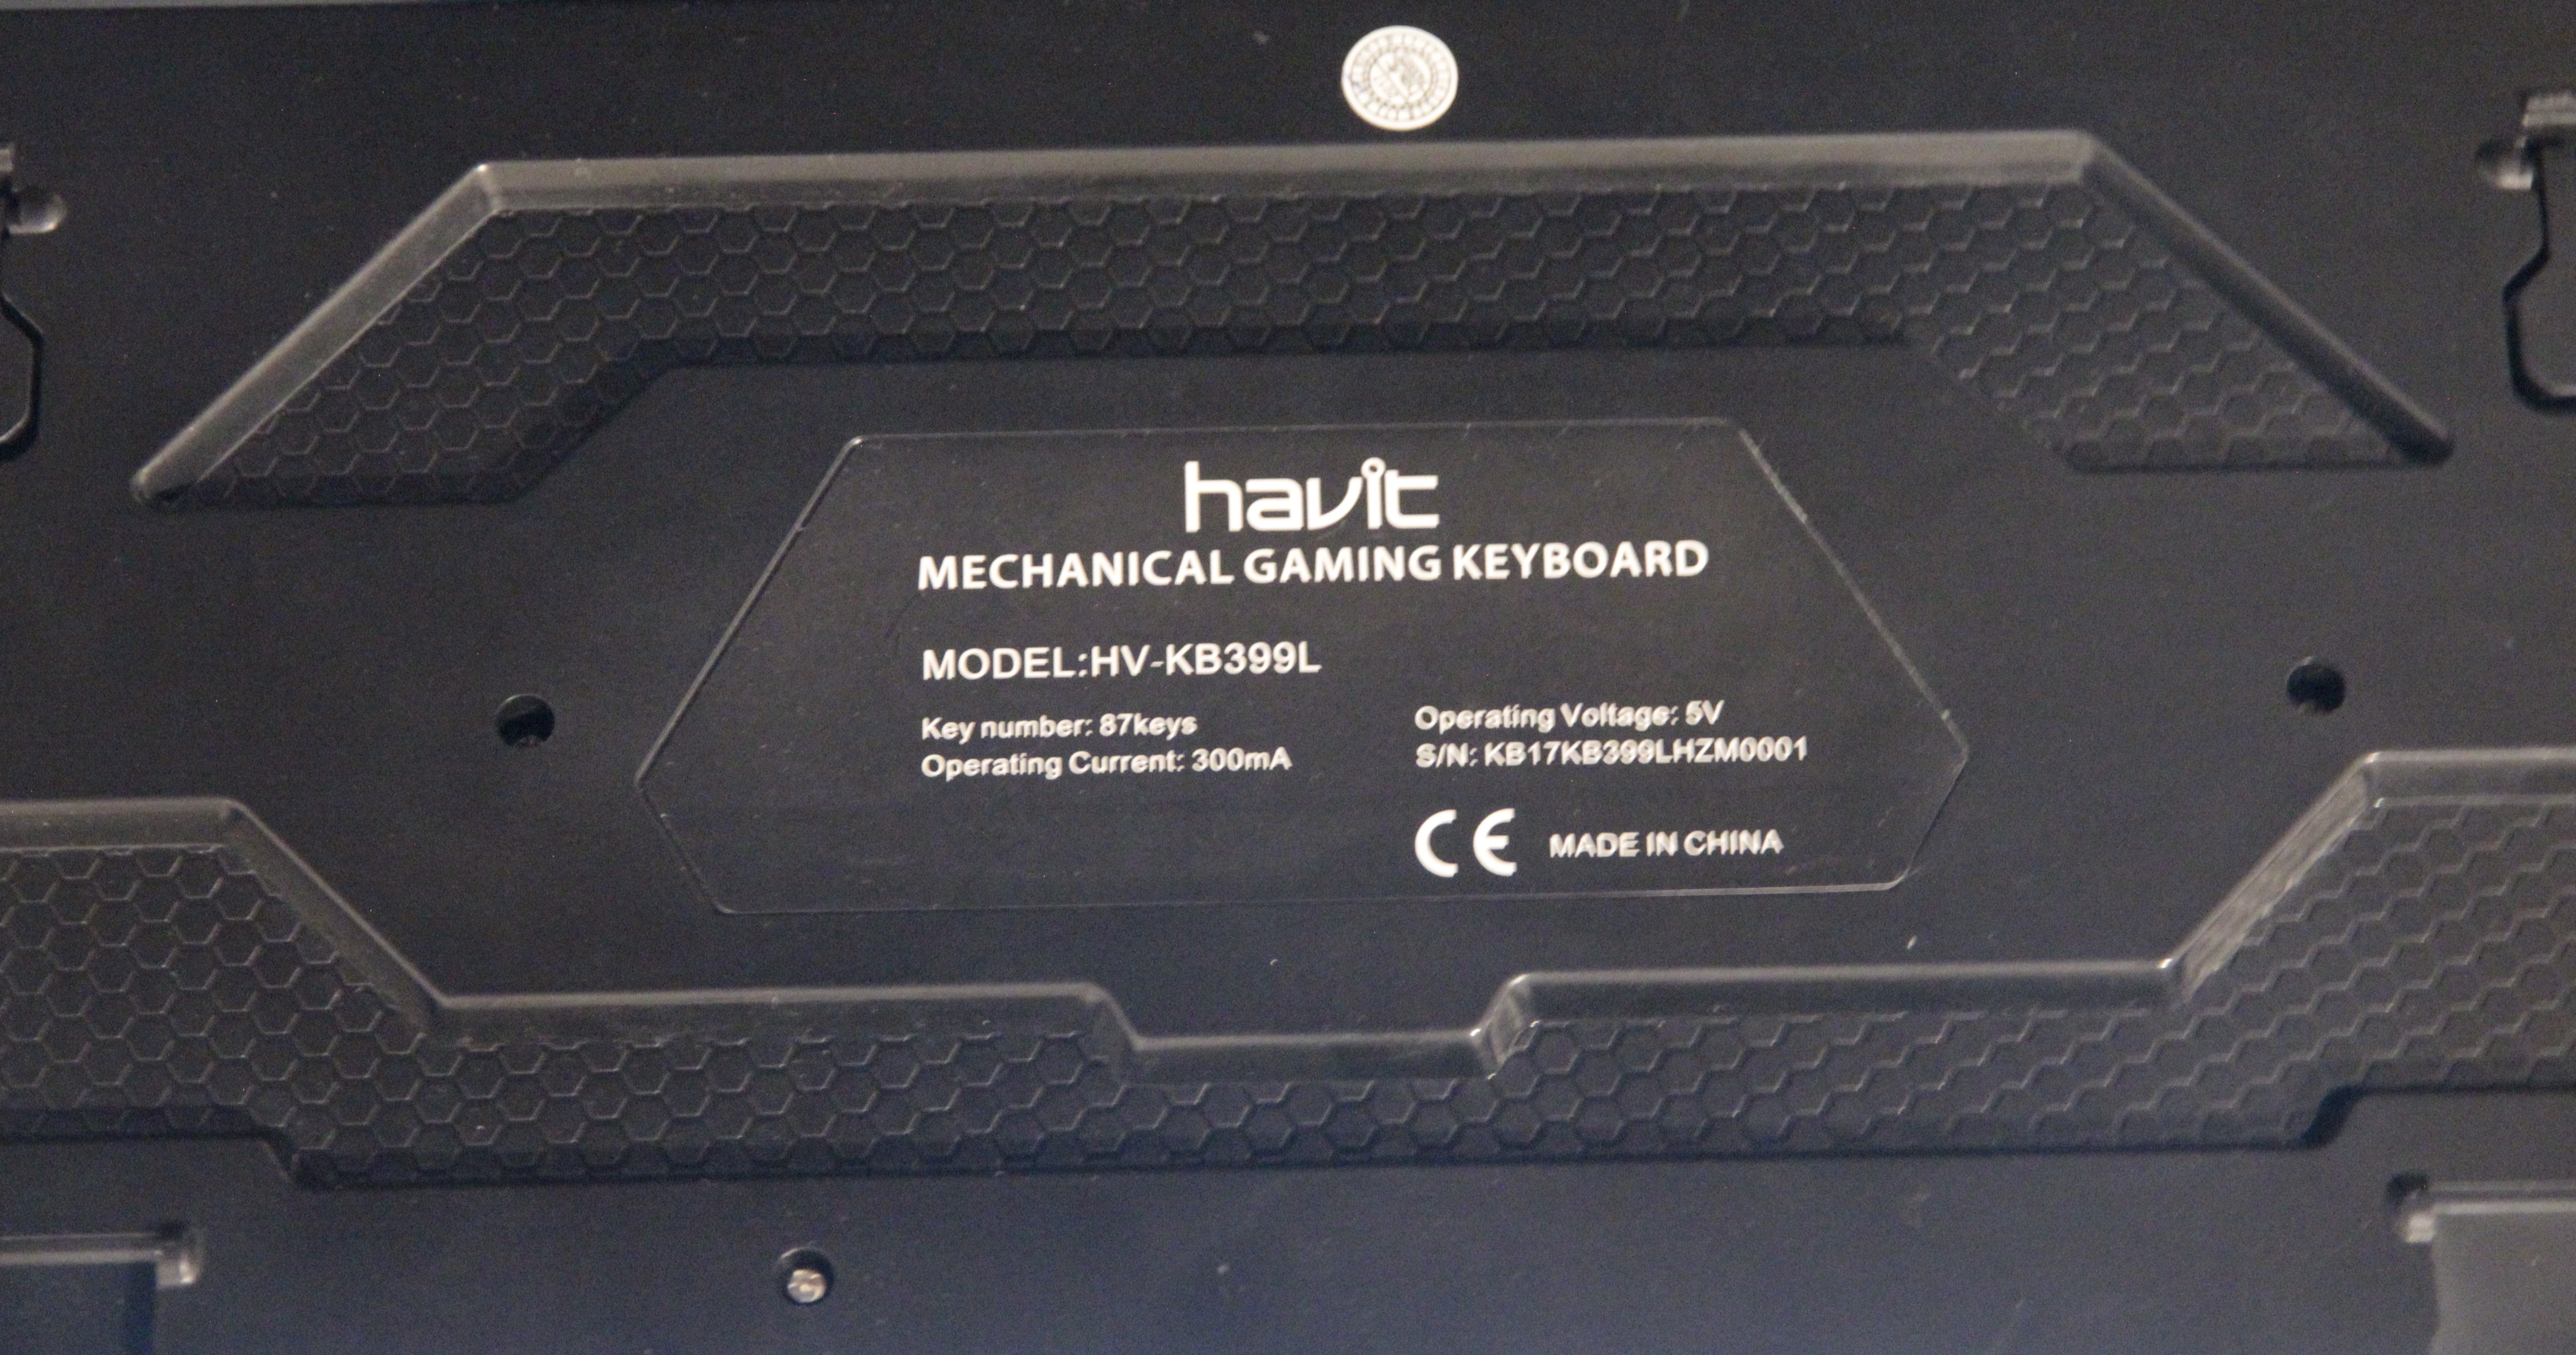 havit
MECHANICAL GAMING KEYBOARD
MODEL:HV-KB399L
Key number: 87keys
Operating Voltage: 5V
Operating Current: 300mA
S/N: KB17KB399LHZM0001
CE MADE IN CHINA